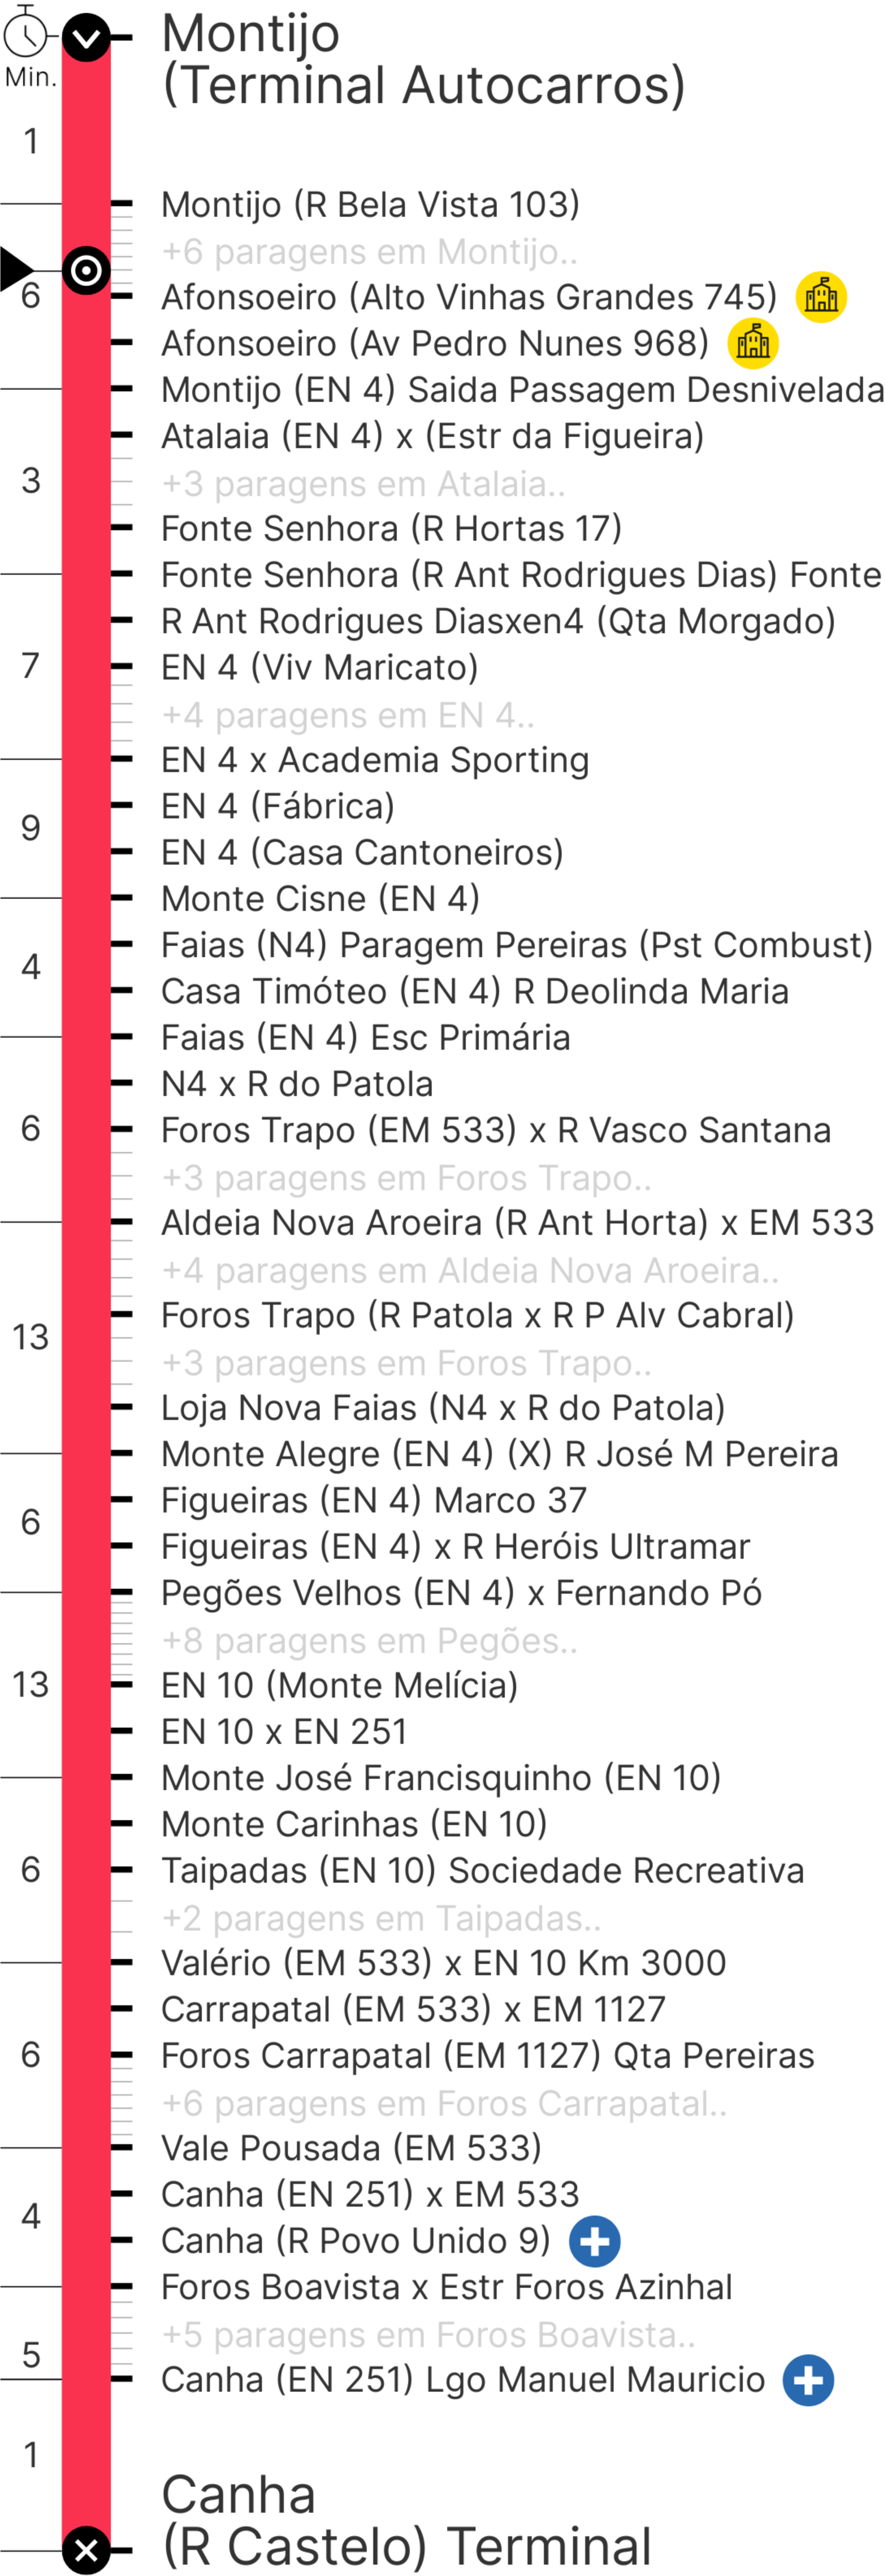 Montijo
(Terminal Autocarros)
Min.
1
Montijo (R Bela Vista 103)
+6 paragens em Montijo..
6
Afonsoeiro (Alto Vinhas Grandes 745)
Afonsoeiro (Av Pedro Nunes 968)
Montijo (EN 4) Saida Passagem Desnivelada
Atalaia (EN 4) x (Estr da Figueira)
3
+3 paragens em Atalaia..
Fonte Senhora (R Hortas 17)
Fonte Senhora (R Ant Rodrigues Dias) Fonte
R Ant Rodrigues Diasxen4 (Qta Morgado)
7
EN 4 (Viv Maricato)
+4 paragens em EN 4..
EN 4 x Academia Sporting
EN 4 (Fábrica)
9
EN 4 (Casa Cantoneiros)
Monte Cisne (EN 4)
Faias (N4) Paragem Pereiras (Pst Combust)
4
Casa Timóteo (EN 4) R Deolinda Maria
Faias (EN 4) Esc Primária
N4 x R do Patola
6
Foros Trapo (EM 533) x R Vasco Santana
+3 paragens em Foros Trapo..
Aldeia Nova Aroeira (R Ant Horta) x EM 533
+4 paragens em Aldeia Nova Aroeira..
Foros Trapo (R Patola x R P Alv Cabral)
13
+3 paragens em Foros Trapo..
Loja Nova Faias (N4 x R do Patola)
Monte Alegre (EN 4) (X) R José M Pereira
Figueiras (EN 4) Marco 37
6
Figueiras (EN 4) x R Heróis Ultramar
Pegões Velhos (EN 4) x Fernando Pó
+8 paragens em Pegões..
13
EN 10 (Monte Melícia)
EN 10 x EN 251
Monte José Francisquinho (EN 10)
Monte Carinhas (EN 10)
6
Taipadas (EN 10) Sociedade Recreativa
+2 paragens em Taipadas..
Valério (EM 533) x EN 10 Km 3000
Carrapatal (EM 533) x EM 1127
6
Foros Carrapatal (EM 1127) Qta Pereiras
+6 paragens em Foros Carrapatal..
Vale Pousada (EM 533)
Canha (EN 251) x EM 533
4
Canha (R Povo Unido 9)
Foros Boavista x Estr Foros Azinhal
+5 paragens em Foros Boavista..
5
Canha (EN 251) Lgo Manuel Mauricio
1
Canha
(R Castelo) Terminal